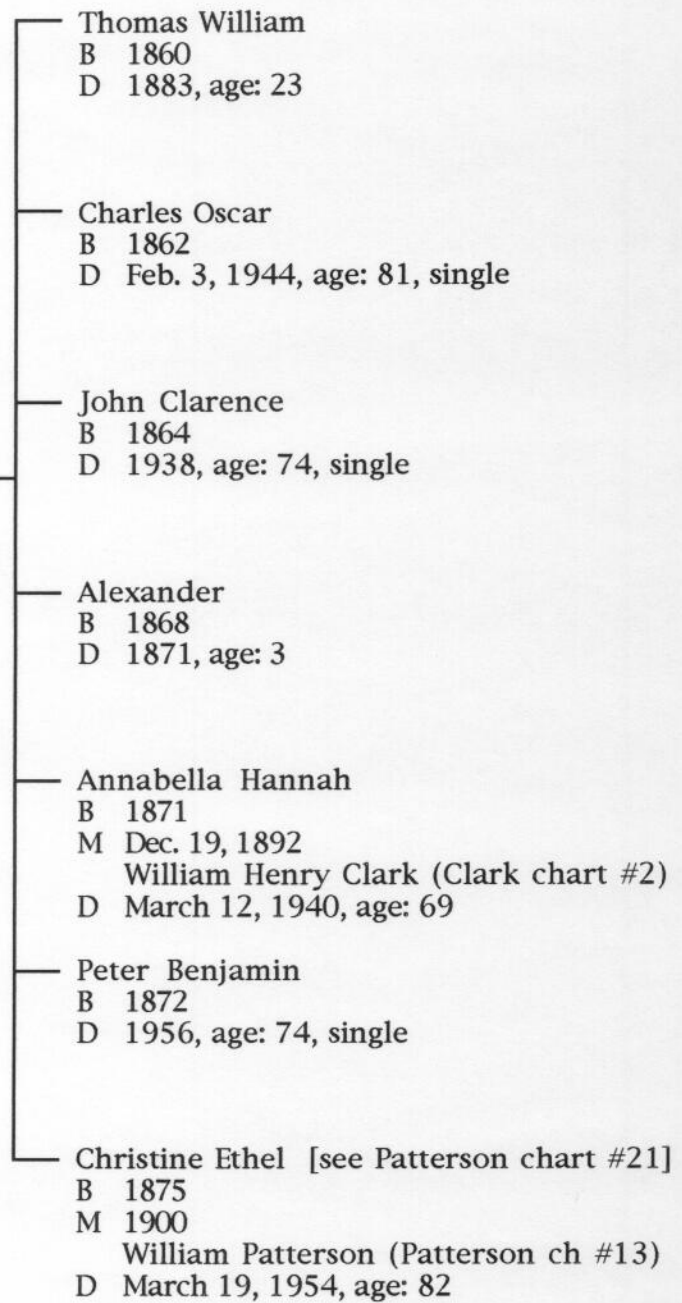 Thomas William
B 1860
D 1883, age: 23
Charles Oscar
B 1862
D Feb. 3, 1944, age: 81, single
John Clarence
B 1864
D 1938, age: 74, single
Alexander
B 1868
D 1871, age: 3
Annabella Hannah
B 1871
M Dec. 19, 1892
William Henry Clark (Clark chart #2)
D March 12, 1940, age: 69
Peter Benjamin
B 1872
D 1956, age: 74, single
Christine Ethel [see Patterson chart #21]
B 1875
M 1900
William Patterson (Patterson ch #13)
D March 19, 1954, age: 82